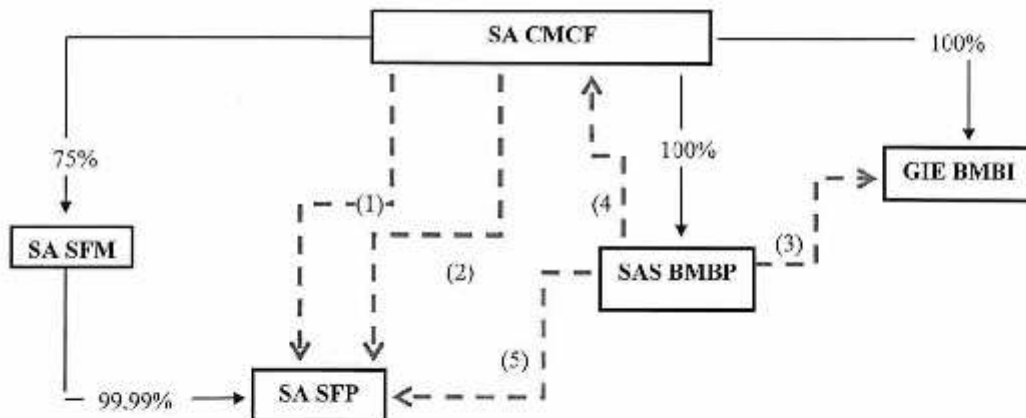 SA CMCF
100%
75%
100%
GIE BMBI
(1)
(4
SA SFM
(2)
(3)
SAS BMBP
(5)
99.99%
SA SFP